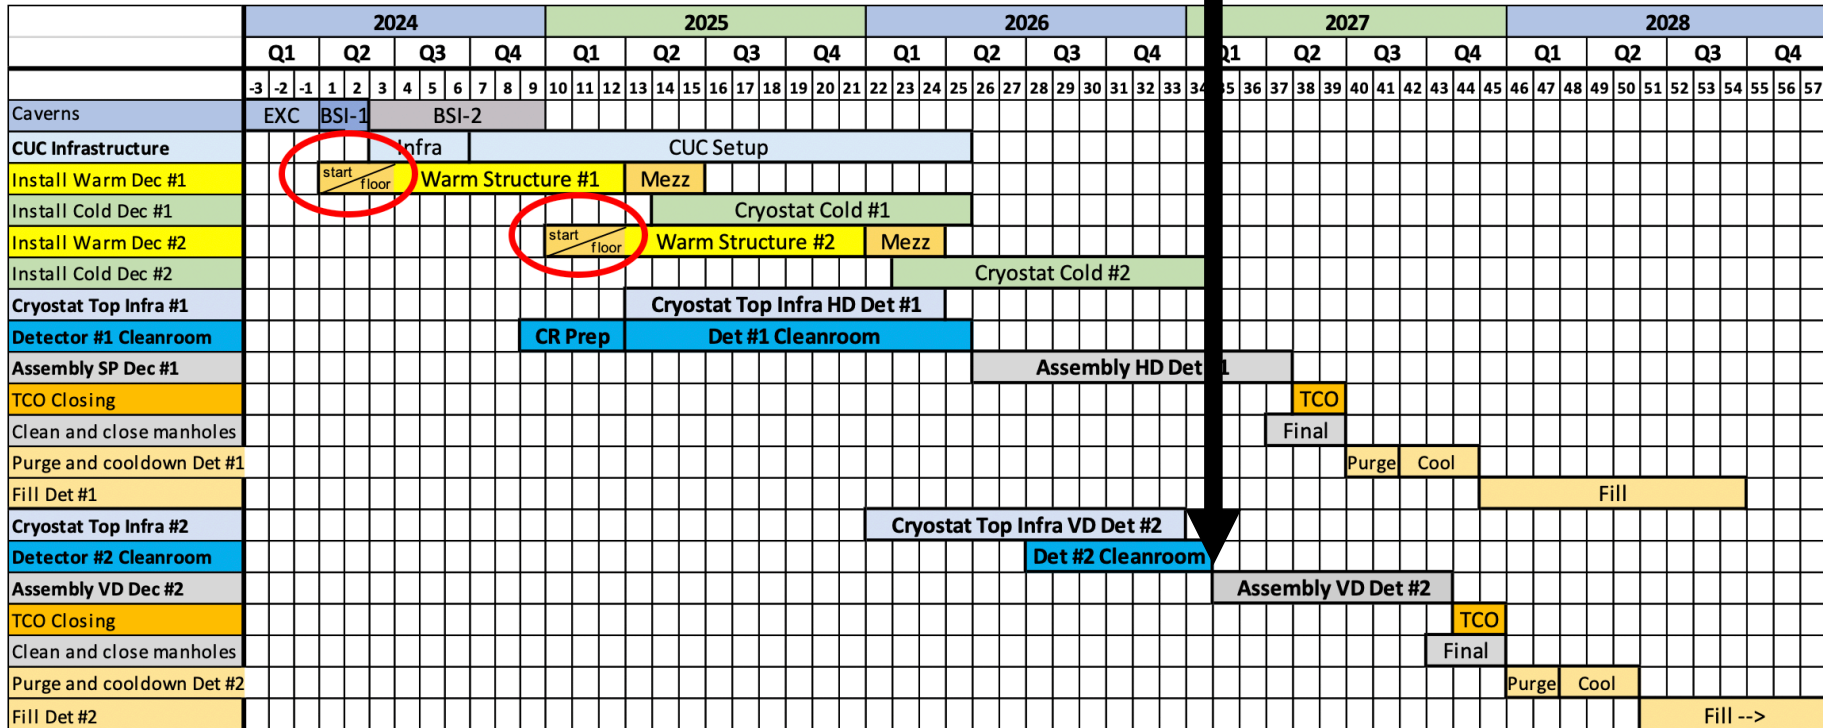 2024 2025 2026 2027 2028
Q1 Q2 Q3 Q4 Q1 Q2 Q3 Q4 Q1 Q2 Q3 Q4 Q1 Q2 Q3 Q4 Q1 Q2 Q3 Q4
-3 -2 -1 1 2 3 4 5 6 7 8 9 10 11 12 13 14 15 16 17 18 19 20 21 22 23 24 25 26 27 28 29 30 31 32 33 34 35 36 37 38 39 40 41 42 43 44 45 46 47 48 49 50 51 52 53 54 55 56 57
Caverns EXC BSI-1 BSI-2
CUC Infrastructure Infra CUC Setup
Install Warm Dec #1 start floor Warm Structure #1 Mezz
Install Cold Dec #1 Cryostat Cold #1
Install Warm Dec #2 start floor Warm Structure #2 Mezz
Install Cold Dec #2 Cryostat Cold #2
Cryostat Top Infra #1 Cryostat Top Infra HD Det #1
Detector #1 Cleanroom CR Prep Det #1 Cleanroom
Assembly SP Dec #1 Assembly HD Det #1
TCO Closing TCO
Clean and close manholes Final
Purge and cooldown Det #1 Purge Cool
Fill Det #1 Fill
Cryostat Top Infra #2 Cryostat Top Infra VD Det #2
Detector #2 Cleanroom Det #2 Cleanroom
Assembly VD Dec #2 Assembly VD Det #2
TCO Closing TCO
Clean and close manholes Final
Purge and cooldown Det #2 Purge Cool
Fill Det #2 Fill -->